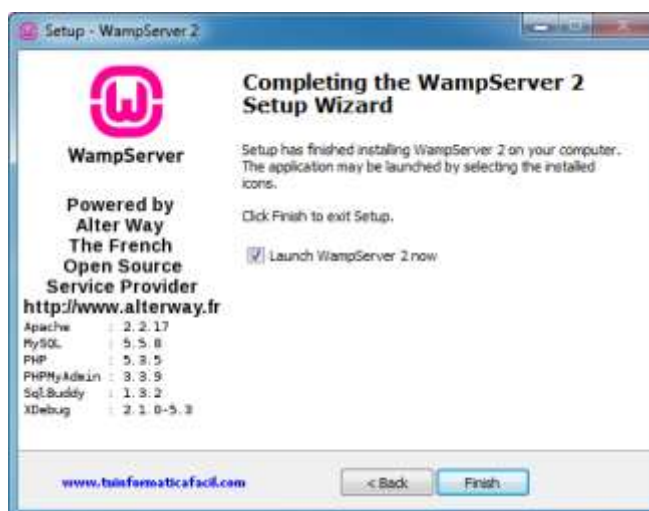 Setup - WampServer 2
WampServer
Powered by
Alter Way
The French
Open Source
Service Provider
http://www.alterway.fr
Apache : 2.2.17
MySQL : 5.5.8
PHP : 5.3.5
PHPMyAdmin : 3.3.9
SqlBuddy : 1.3.2
XDebug : 2.1.0-5.3
Completing the WampServer 2
Setup Wizard
Setup has finished installing WampServer 2 on your computer.
The application may be launched by selecting the installed
icons.
Click Finish to exit Setup.
Launch WampServer 2 now
www.tuinformaticafacil.com
< Back
Finish